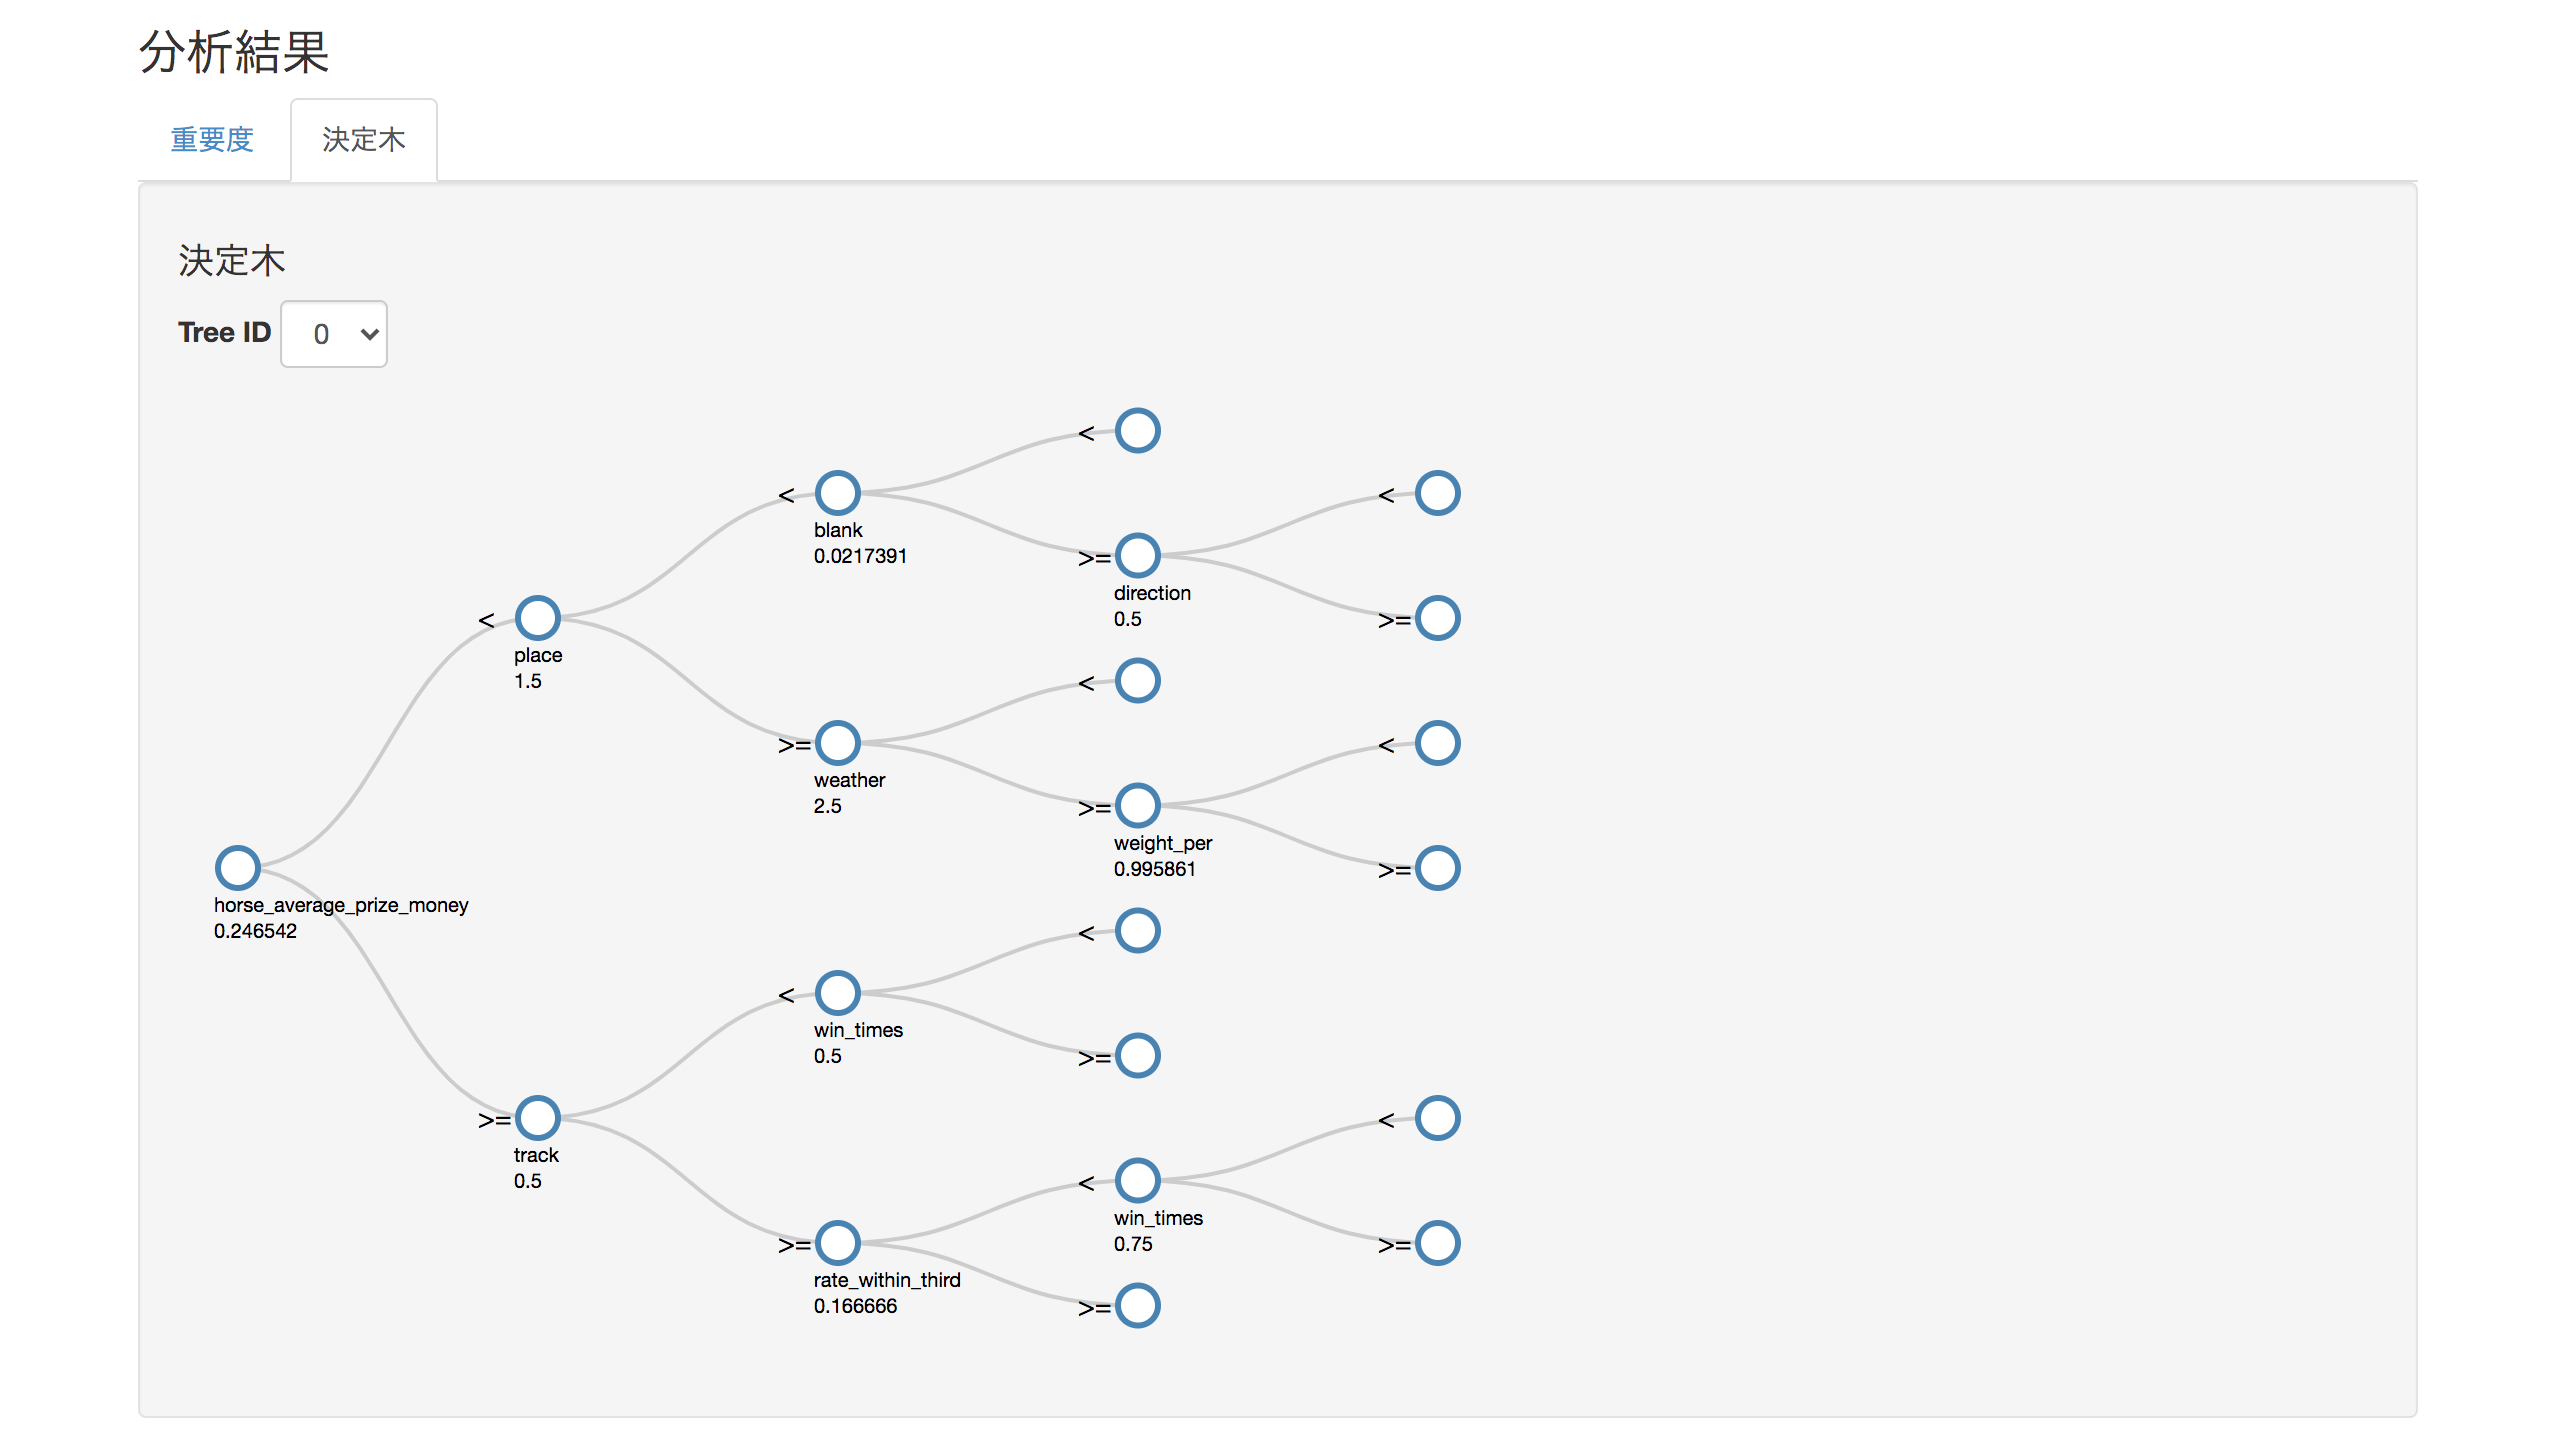 分析結果
重要度
決定木
決定木
Tree ID 0
<
<
blank
0.0217391
<
>=
direction
0.5
<
>=
place
1.5
<
<
>=
weather
2.5
<
>=
weight_per
0.995861
>=
horse_average_prize_money
0.246542
<
<
win_times
0.5
>=
>=
track
0.5
<
<
win_times
0.75
>=
>=
rate_within_third
0.166666
>=